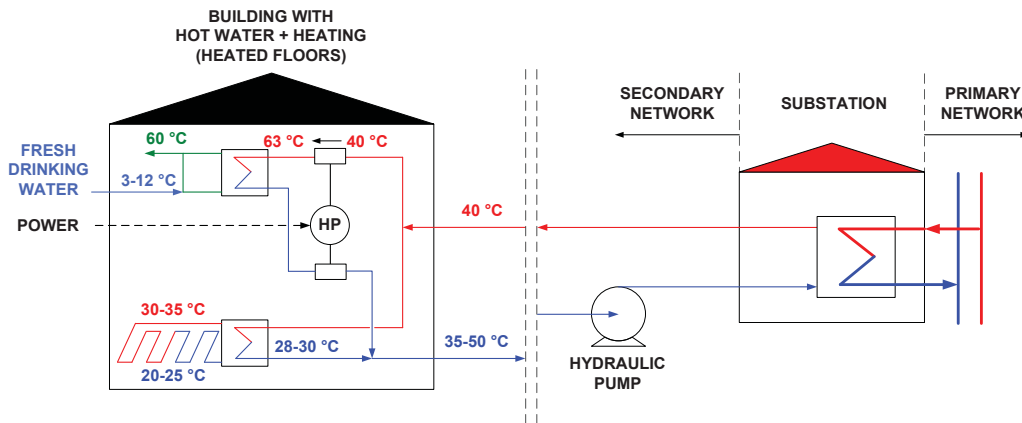 BUILDING WITH
HOT WATER + HEATING
(HEATED FLOORS)
SECONDARY
NETWORK
SUBSTATION
PRIMARY
NETWORK
60 °C
63 °C
40 °C
FRESH
DRINKING
WATER
3-12 °C
POWER
HP
40 °C
30-35 °C
28-30 °C
35-50 °C
20-25 °C
HYDRAULIC
PUMP